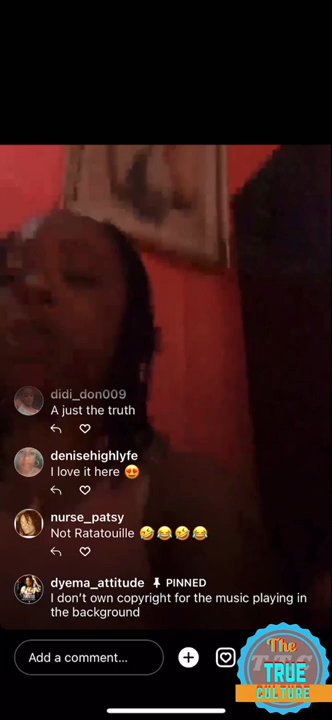 didi_don009
A just the truth
denisehighlyfe
I love it here 😍
nurse_patsy
Not Ratatouille 🤣😂🤣😂
dyema_attitude 📌 PINNED
I don’t own copyright for the music playing in
the background
Add a comment...
The
TRUE
CULTURE